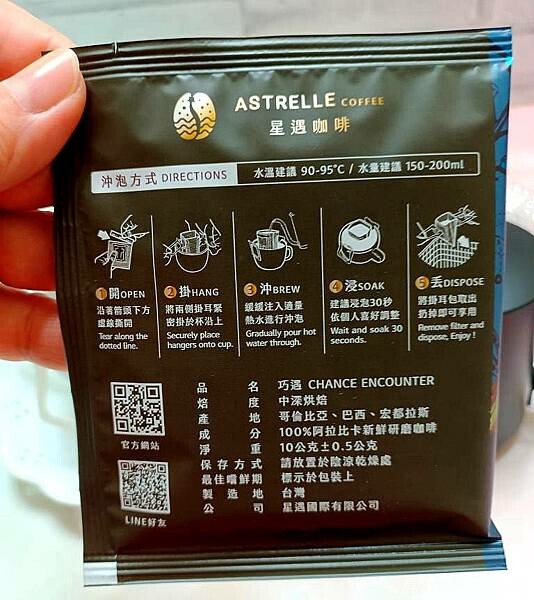 ASTRELLE COFFEE
星遇咖啡
沖泡方式 DIRECTIONS
水溫建議 90-95°C / 水量建議 150-200ml
1 開OPEN
沿著箭頭下方
虛線撕開
Tear along the
dotted line.
2 掛HANG
將兩側掛耳緊
密掛於杯沿上
Securely place
hangers onto cup.
3 沖BREW
緩緩注入適量
熱水進行沖泡
Gradually pour hot
water through.
4 浸SOAK
建議浸泡30秒
依個人喜好調整
Wait and soak 30
seconds.
5 丟DISPOSE
將掛耳包取出
扔掉即可享用
Remove filter and
dispose, Enjoy !
官方網站
LINE好友
品名 巧遇 CHANCE ENCOUNTER
焙度 中深烘焙
產地 哥倫比亞、巴西、宏都拉斯
成分 100%阿拉比卡新鮮研磨咖啡
淨重 10公克±0.5公克
保存方式 請放置於陰涼乾燥處
最佳嚐鮮期 標示於包裝上
製造地 台灣
公司 星遇國際有限公司